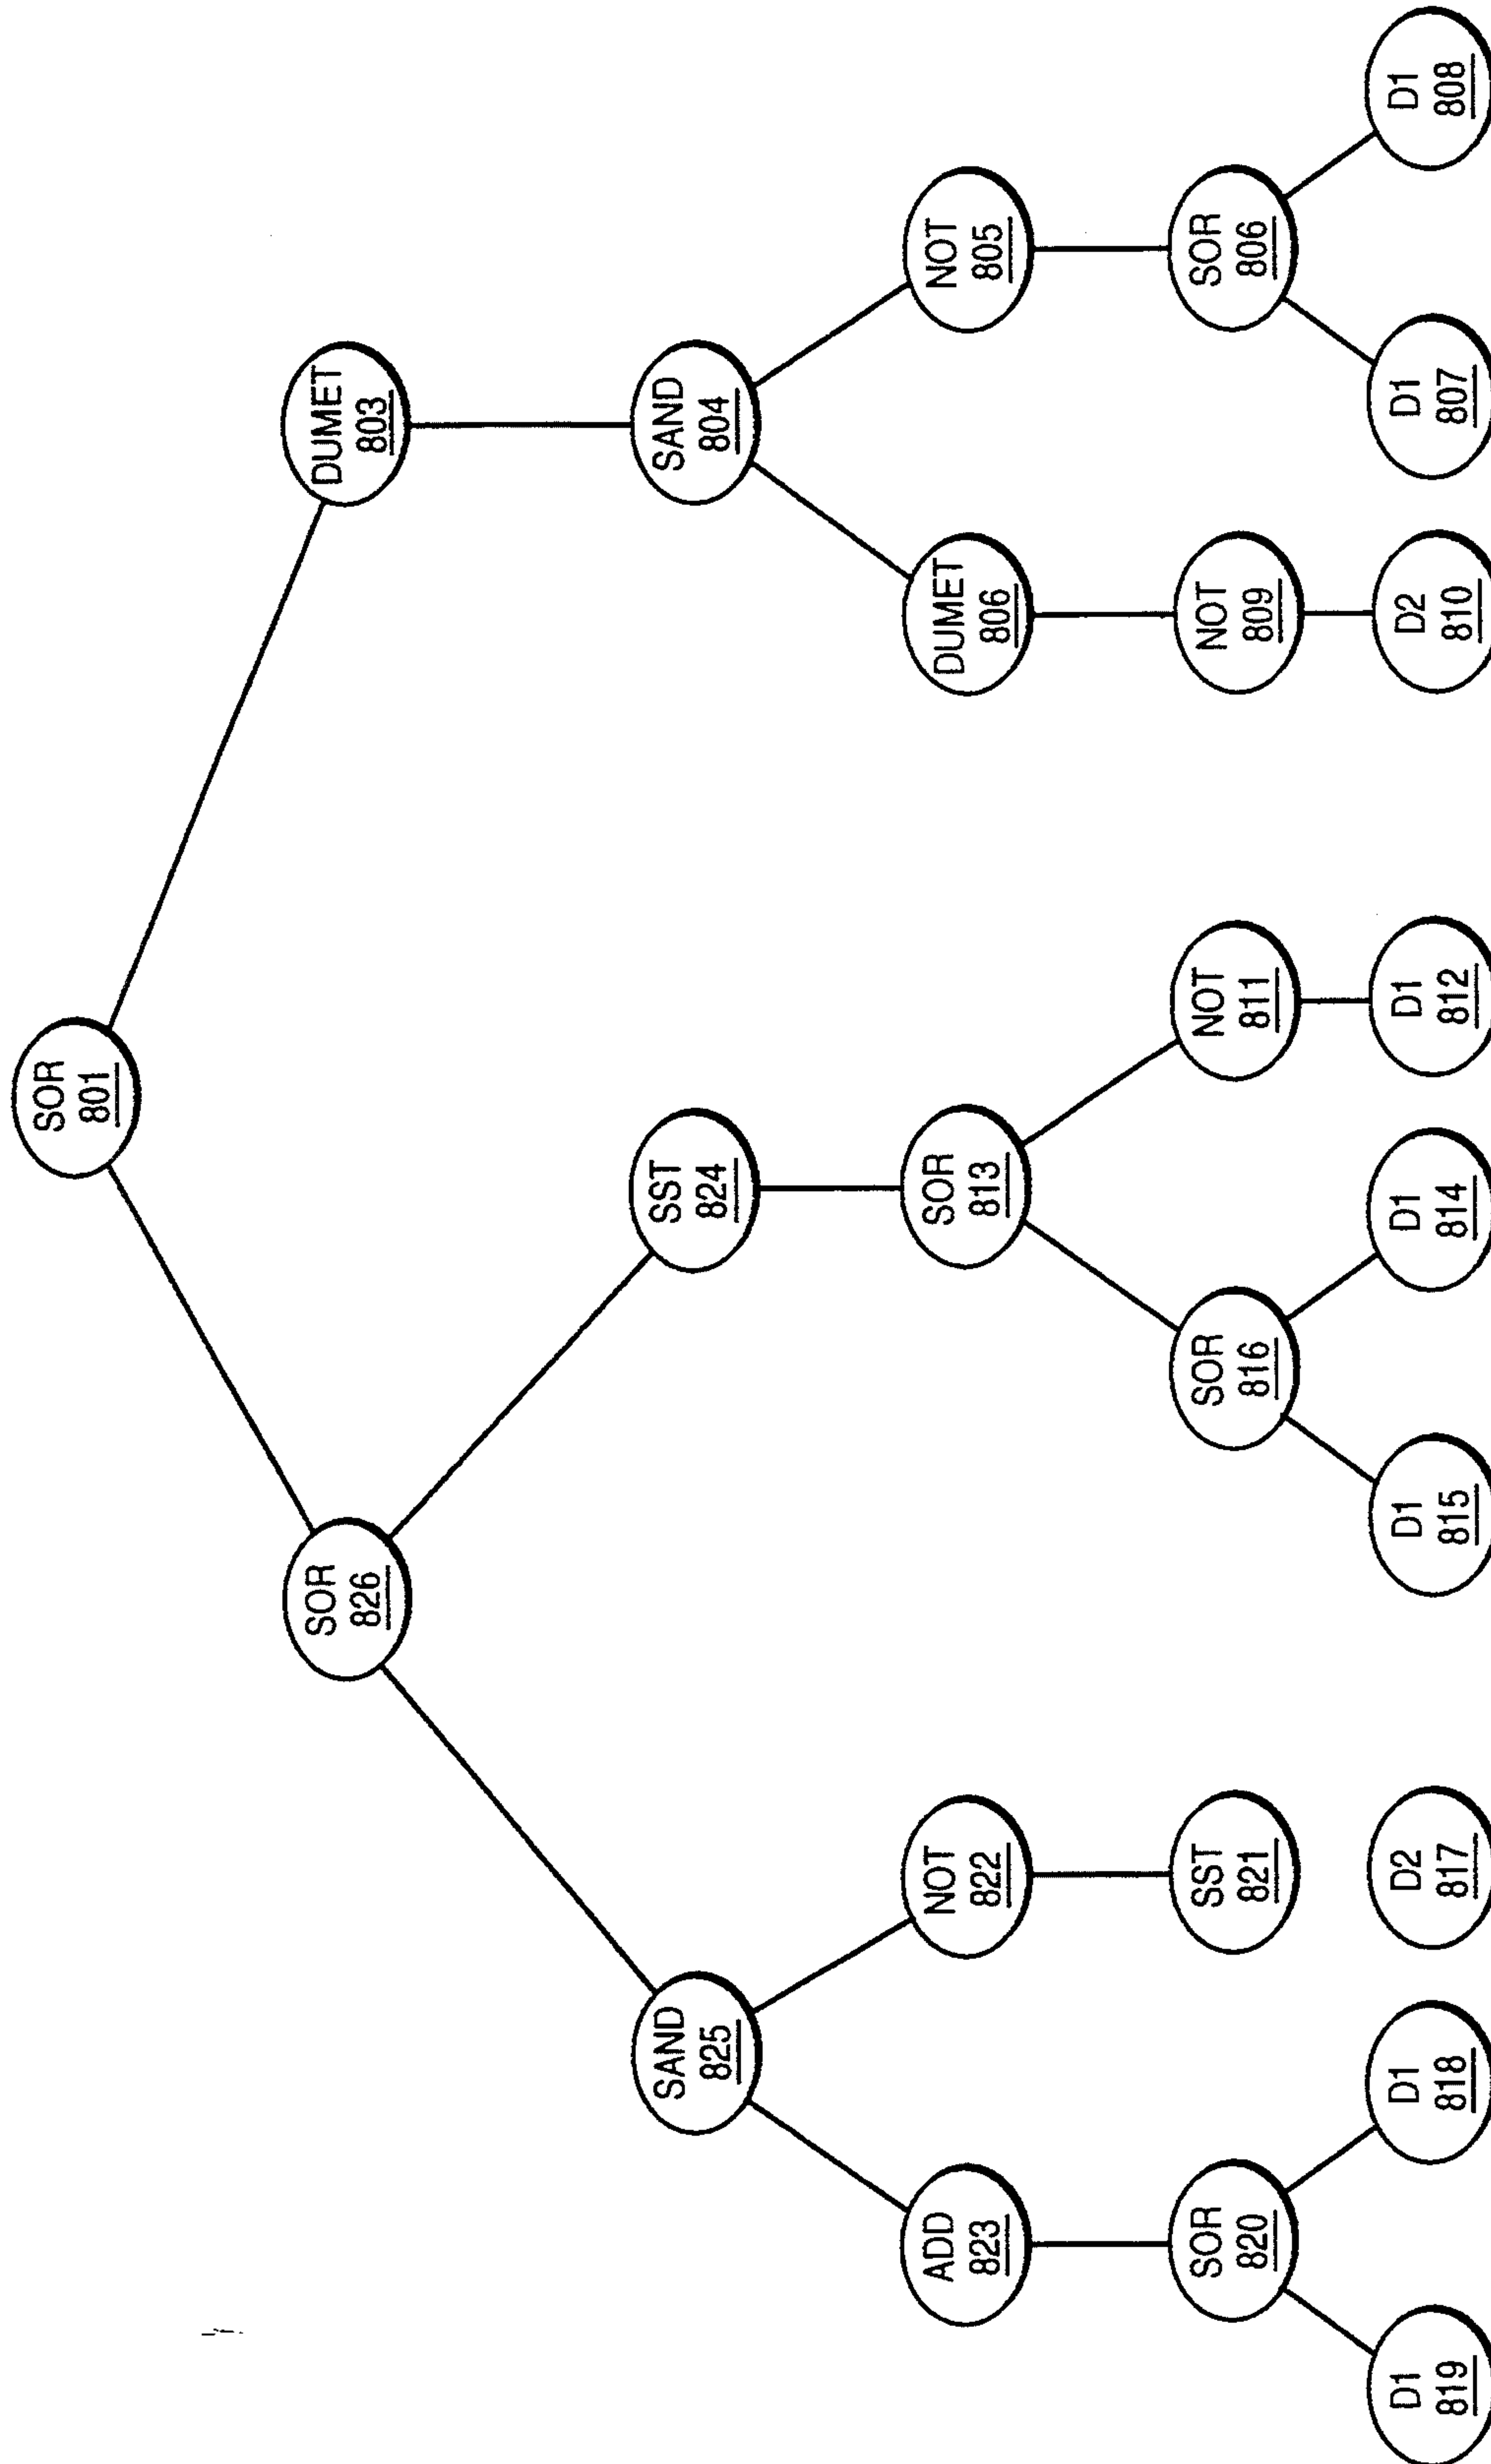 SOR
801
SOR
826
DUMET
803
SAND
825
SST
824
SAND
804
ADD
823
NOT
822
SOR
813
DUMET
806
NOT
805
SOR
820
SST
821
SOR
816
NOT
811
NOT
809
SOR
806
D1
819
D1
818
D2
817
D1
815
D1
814
D1
812
D2
810
D1
807
D1
808